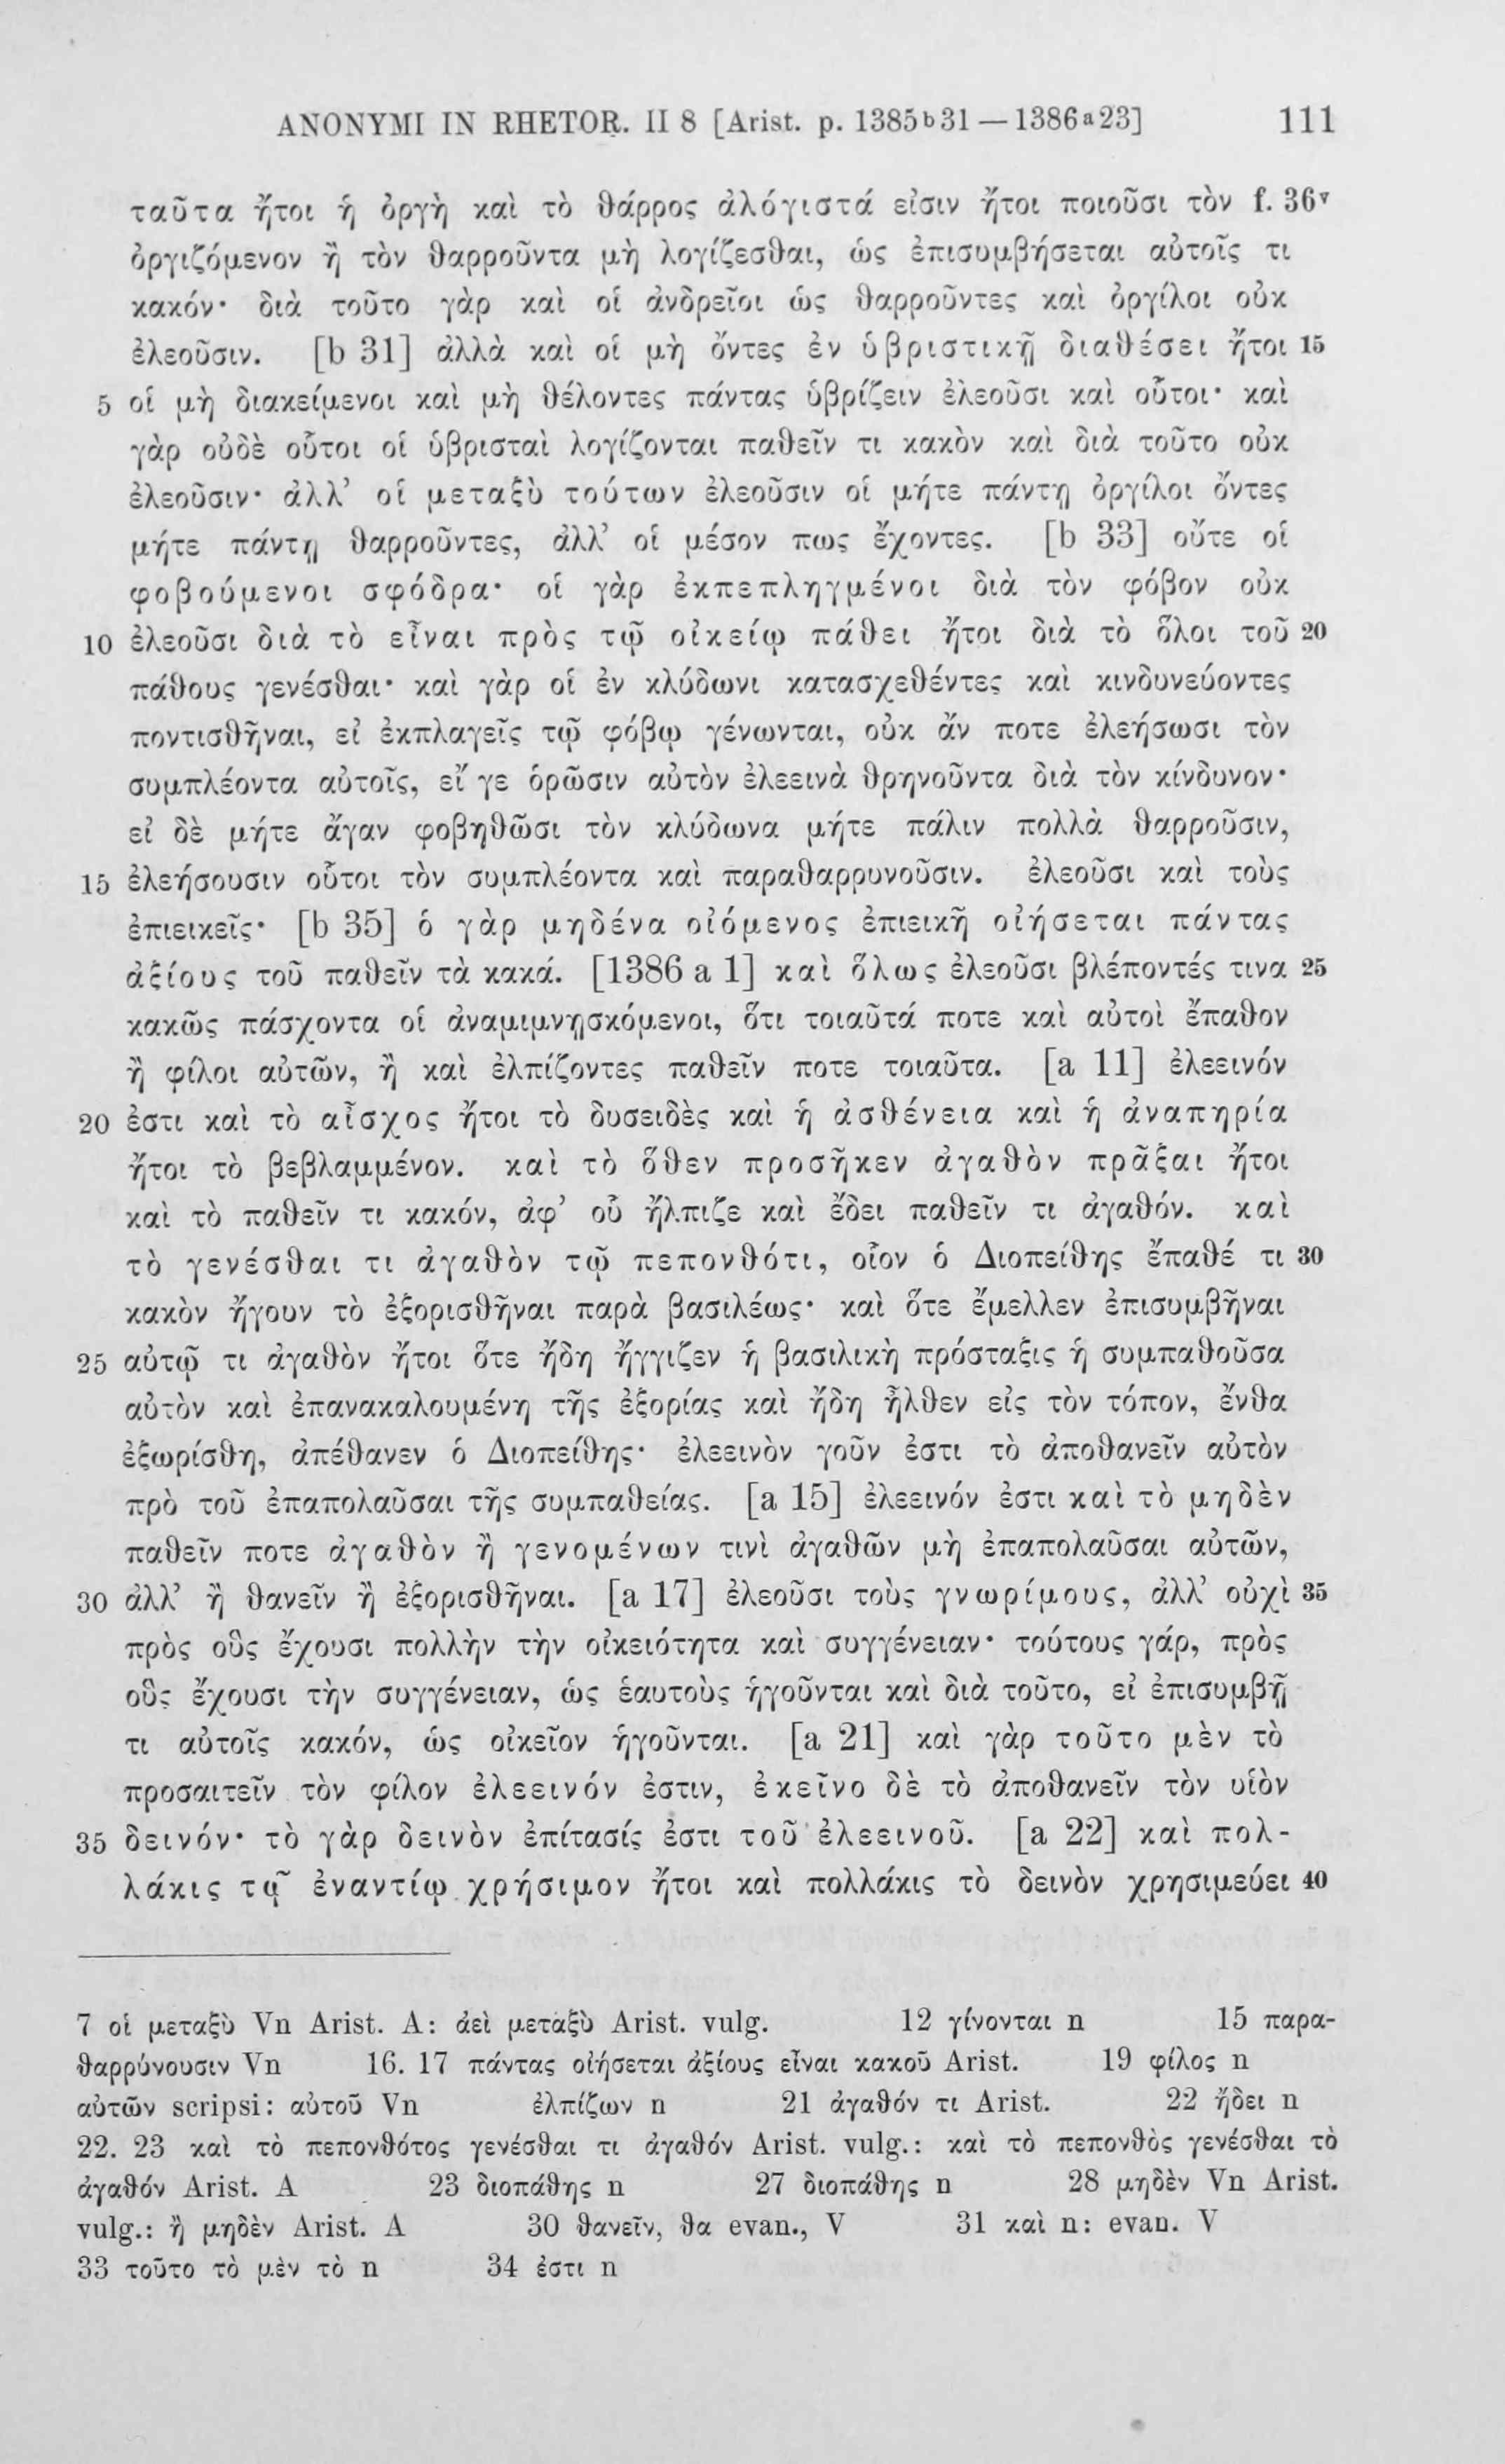 ANONYMI IN RHETOR. II 8 [Arist. p. 1385b31 — 1386a23] 111
ταῦτα ἤτοι ἡ ὀργὴ καὶ τὸ θάρρος ἀλόγιστά εἰσιν ἤτοι ποιοῦσι τὸν f. 36v
ὀργιζόμενον ἢ τὸν θαρροῦντα μὴ λογίζεσθαι, ὡς ἐπισυμβήσεται αὐτοῖς τι
κακόν· διὰ τοῦτο γὰρ καὶ οἱ ἀνδρεῖοι ὡς θαρροῦντες καὶ ὀργίλοι οὐκ
ἐλεοῦσιν. [b 31] ἀλλὰ καὶ οἱ μὴ ὄντες ἐν ὑβριστικῇ διαθέσει ἤτοι 15
5 οἱ μὴ διακείμενοι καὶ μὴ θέλοντες πάντας ὑβρίζειν ἐλεοῦσι καὶ οὗτοι· καὶ
γὰρ οὐδὲ οὗτοι οἱ ὑβρισταὶ λογίζονται παθεῖν τι κακὸν καὶ διὰ τοῦτο οὐκ
ἐλεοῦσιν· ἀλλ’ οἱ μεταξὺ τούτων ἐλεοῦσιν οἱ μήτε πάντῃ ὀργίλοι ὄντες
μήτε πάντῃ θαρροῦντες, ἀλλ’ οἱ μέσον πως ἔχοντες. [b 33] οὔτε οἱ
φοβούμενοι σφόδρα· οἱ γὰρ ἐκπεπληγμένοι διὰ τὸν φόβον οὐκ
10 ἐλεοῦσι διὰ τὸ εἶναι πρὸς τῷ οἰκείῳ πάθει ἤτοι διὰ τὸ ὅλοι τοῦ 20
πάθους γενέσθαι· καὶ γὰρ οἱ ἐν κλύδωνι κατασχεθέντες καὶ κινδυνεύοντες
ποντισθῆναι, εἰ ἐκπλαγεῖς τῷ φόβῳ γένωνται, οὐκ ἄν ποτε ἐλεήσωσι τὸν
συμπλέοντα αὐτοῖς, εἴ γε ὁρῶσιν αὐτὸν ἐλεεινὰ θρηνοῦντα διὰ τὸν κίνδυνον·
εἰ δὲ μήτε ἄγαν φοβηθῶσι τὸν κλύδωνα μήτε πάλιν πολλὰ θαρροῦσιν,
15 ἐλεήσουσιν οὗτοι τὸν συμπλέοντα καὶ παραθαρρυνοῦσιν. ἐλεοῦσι καὶ τοὺς
ἐπιεικεῖς· [b 35] ὁ γὰρ μηδένα οἰόμενος ἐπιεικῆ οἰήσεται πάντας
ἀξίους τοῦ παθεῖν τὰ κακά. [1386 a 1] καὶ ὅλως ἐλεοῦσι βλέποντές τινα 25
κακῶς πάσχοντα οἱ ἀναμιμνῃσκόμενοι, ὅτι τοιαῦτά ποτε καὶ αὐτοὶ ἔπαθον
ἢ φίλοι αὐτῶν, ἢ καὶ ἐλπίζοντες παθεῖν ποτε τοιαῦτα. [a 11] ἐλεεινόν
20 ἐστι καὶ τὸ αἶσχος ἤτοι τὸ δυσειδὲς καὶ ἡ ἀσθένεια καὶ ἡ ἀναπηρία
ἤτοι τὸ βεβλαμμένον. καὶ τὸ ὅθεν προσῆκεν ἀγαθὸν πρᾶξαι ἤτοι
καὶ τὸ παθεῖν τι κακόν, ἀφ’ οὗ ἤλπιζε καὶ ἔδει παθεῖν τι ἀγαθόν. καὶ
τὸ γενέσθαι τι ἀγαθὸν τῷ πεπονθότι, οἷον ὁ Διοπείθης ἔπαθέ τι 30
κακὸν ἤγουν τὸ ἐξορισθῆναι παρὰ βασιλέως· καὶ ὅτε ἔμελλεν ἐπισυμβῆναι
25 αὐτῷ τι ἀγαθὸν ἤτοι ὅτε ἤδη ἤγγιζεν ἡ βασιλικὴ πρόσταξις ἡ συμπαθοῦσα
αὐτὸν καὶ ἐπανακαλουμένη τῆς ἐξορίας καὶ ἤδη ἦλθεν εἰς τὸν τόπον, ἔνθα
ἐξωρίσθη, ἀπέθανεν ὁ Διοπείθης· ἐλεεινὸν γοῦν ἐστι τὸ ἀποθανεῖν αὐτὸν
πρὸ τοῦ ἐπαπολαῦσαι τῆς συμπαθείας. [a 15] ἐλεεινόν ἐστι καὶ τὸ μηδὲν
παθεῖν ποτε ἀγαθὸν ἢ γενομένων τινὶ ἀγαθῶν μὴ ἐπαπολαῦσαι αὐτῶν,
30 ἀλλ’ ἢ θανεῖν ἢ ἐξορισθῆναι. [a 17] ἐλεοῦσι τοὺς γνωρίμους, ἀλλ’ οὐχὶ 35
πρὸς οὓς ἔχουσι πολλὴν τὴν οἰκειότητα καὶ συγγένειαν· τούτους γάρ, πρὸς
οὓς ἔχουσι τὴν συγγένειαν, ὡς ἑαυτοὺς ἡγοῦνται καὶ διὰ τοῦτο, εἰ ἐπισυμβῇ
τι αὐτοῖς κακόν, ὡς οἰκεῖον ἡγοῦνται. [a 21] καὶ γὰρ τοῦτο μὲν τὸ
προσαιτεῖν τὸν φίλον ἐλεεινόν ἐστιν, ἐκεῖνο δὲ τὸ ἀποθανεῖν τὸν υἱὸν
35 δεινόν· τὸ γὰρ δεινὸν ἐπίτασίς ἐστι τοῦ ἐλεεινοῦ. [a 22] καὶ πολ-
λάκις τῷ ἐναντίῳ χρήσιμον ἤτοι καὶ πολλάκις τὸ δεινὸν χρησιμεύει 40
7 οἱ μεταξὺ Vn Arist. A: ἀεὶ μεταξὺ Arist. vulg. 12 γίνονται n 15 παρα-
θαρρύνουσιν Vn 16. 17 πάντας οἰήσεται ἀξίους εἶναι κακοῦ Arist. 19 φίλος n
αὐτῶν scripsi: αὐτοῦ Vn ἐλπίζων n 21 ἀγαθόν τι Arist. 22 ἤδει n
22. 23 καὶ τὸ πεπονθότος γενέσθαι τι ἀγαθόν Arist. vulg.: καὶ τὸ πεπονθὸς γενέσθαι τὸ
ἀγαθόν Arist. A 23 διοπάθης n 27 διοπάθης n 28 μηδὲν Vn Arist.
vulg.: ἢ μηδὲν Arist. A 30 θανεῖν, θα evan., V 31 καὶ n: evan. V
33 τοῦτο τὸ μὲν τὸ n 34 ἐστι n